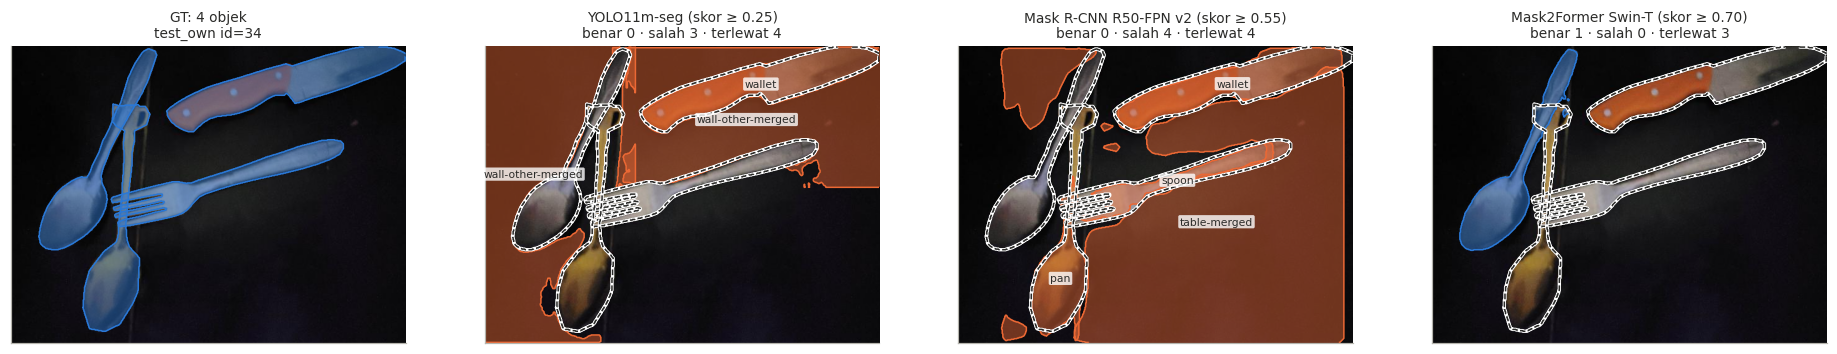 GT: 4 objek
test_own id=34
YOLO11m-seg (skor ≥ 0.25)
benar 0 · salah 3 · terlewat 4
wallet
wall-other-merged
wall-other-merged
Mask R-CNN R50-FPN v2 (skor ≥ 0.55)
benar 0 · salah 4 · terlewat 4
wallet
spoon
table-merged
pan
Mask2Former Swin-T (skor ≥ 0.70)
benar 1 · salah 0 · terlewat 3